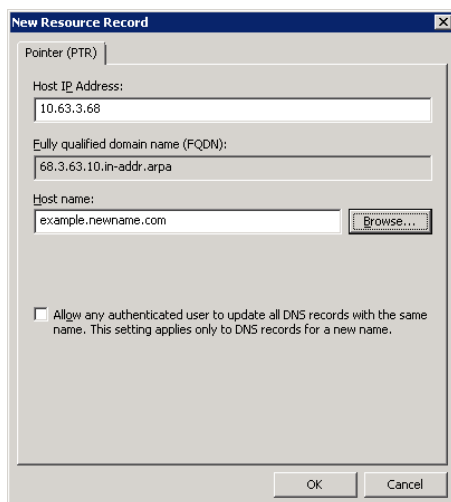 New Resource Record
Pointer (PTR)
Host IP Address:
10.63.3.68
Fully qualified domain name (FQDN):
68.3.63.10.in-addr.arpa
Host name:
example.newname.com
Browse...
Allow any authenticated user to update all DNS records with the same
name. This setting applies only to DNS records for a new name.
OK
Cancel